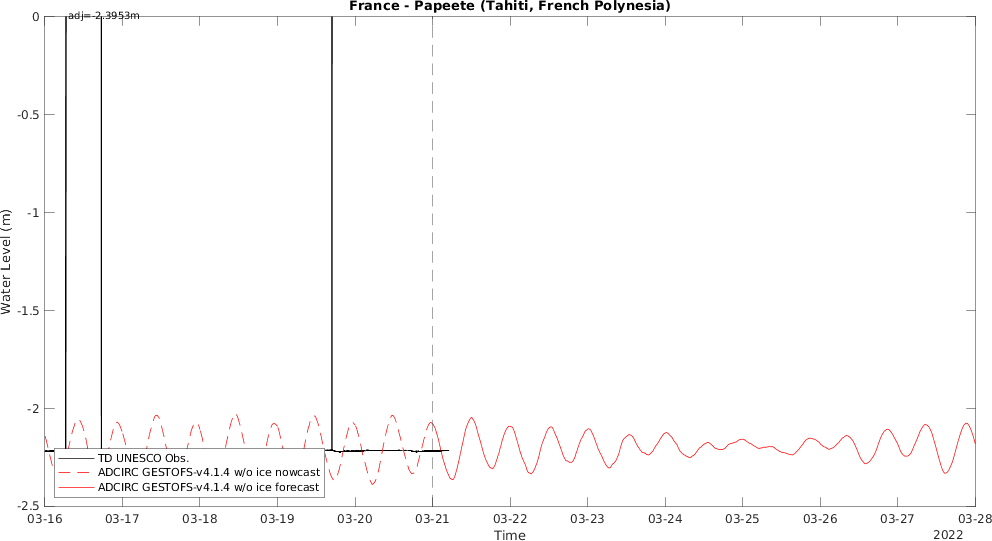 France - Papeete (Tahiti, French Polynesia)
adj=-2.3953m
0
-0.5
-1
-1.5
-2
-2.5
Water Level (m)
TD UNESCO Obs.
ADCIRC GESTOFS-v4.1.4 w/o ice nowcast
ADCIRC GESTOFS-v4.1.4 w/o ice forecast
03-16 03-17 03-18 03-19 03-20 03-21 03-22 03-23 03-24 03-25 03-26 03-27 03-28
Time
2022